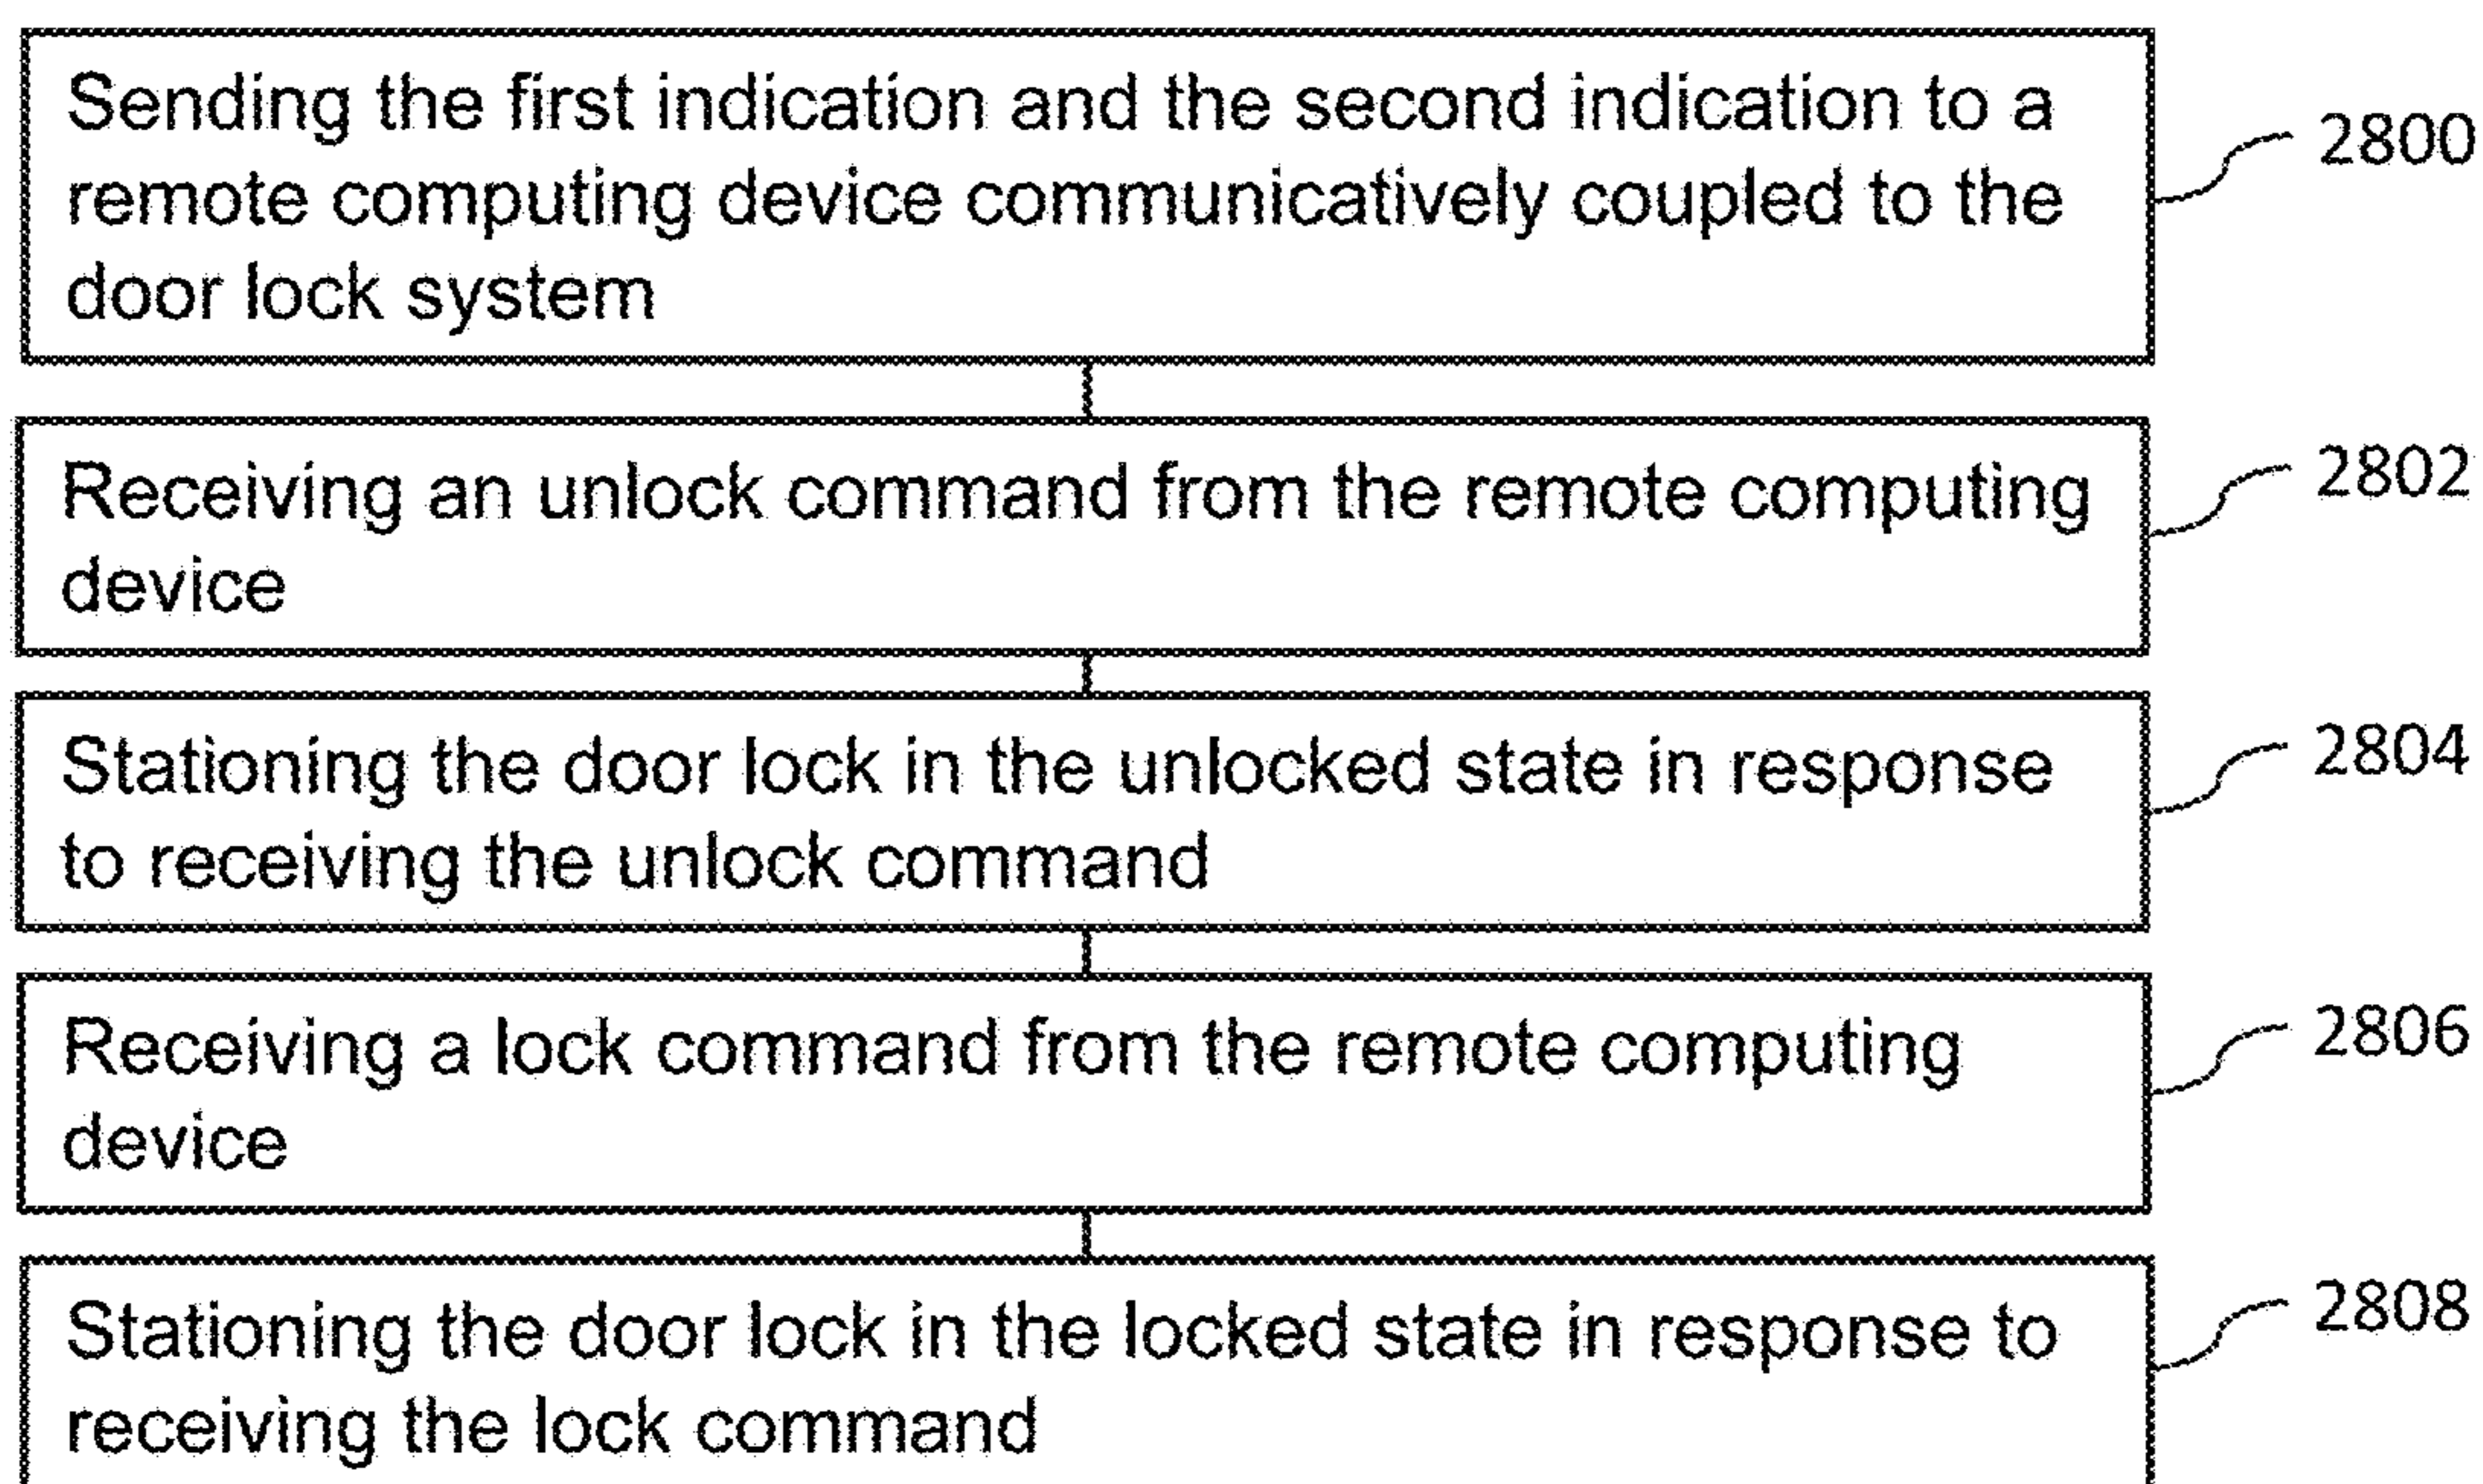 Sending the first indication and the second indication to a
remote computing device communicatively coupled to the
door lock system
2800
Receiving an unlock command from the remote computing
device
2802
Stationing the door lock in the unlocked state in response
to receiving the unlock command
2804
Receiving a lock command from the remote computing
device
2806
Stationing the door lock in the locked state in response to
receiving the lock command
2808